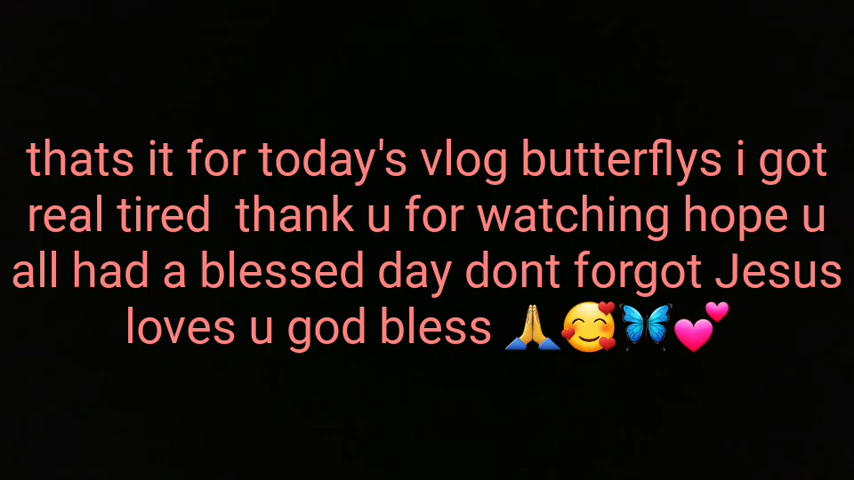 thats it for today's vlog butterflys i got
real tired  thank u for watching hope u
all had a blessed day dont forgot Jesus
loves u god bless 🙏🥰🦋💕